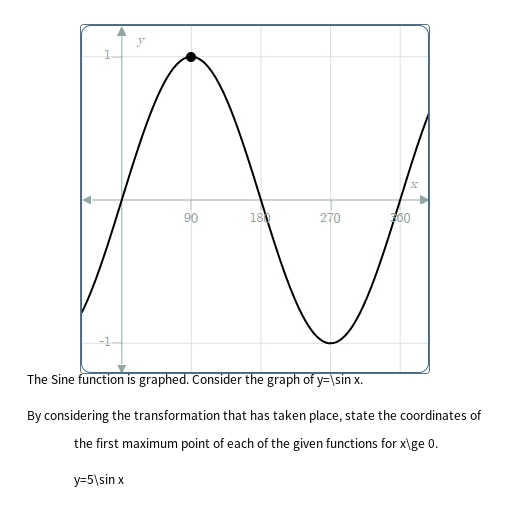 y
1
x
90
180
270
360
-1
The Sine function is graphed. Consider the graph of y=\sin x.
By considering the transformation that has taken place, state the coordinates of
the first maximum point of each of the given functions for x\ge 0.
y=5\sin x